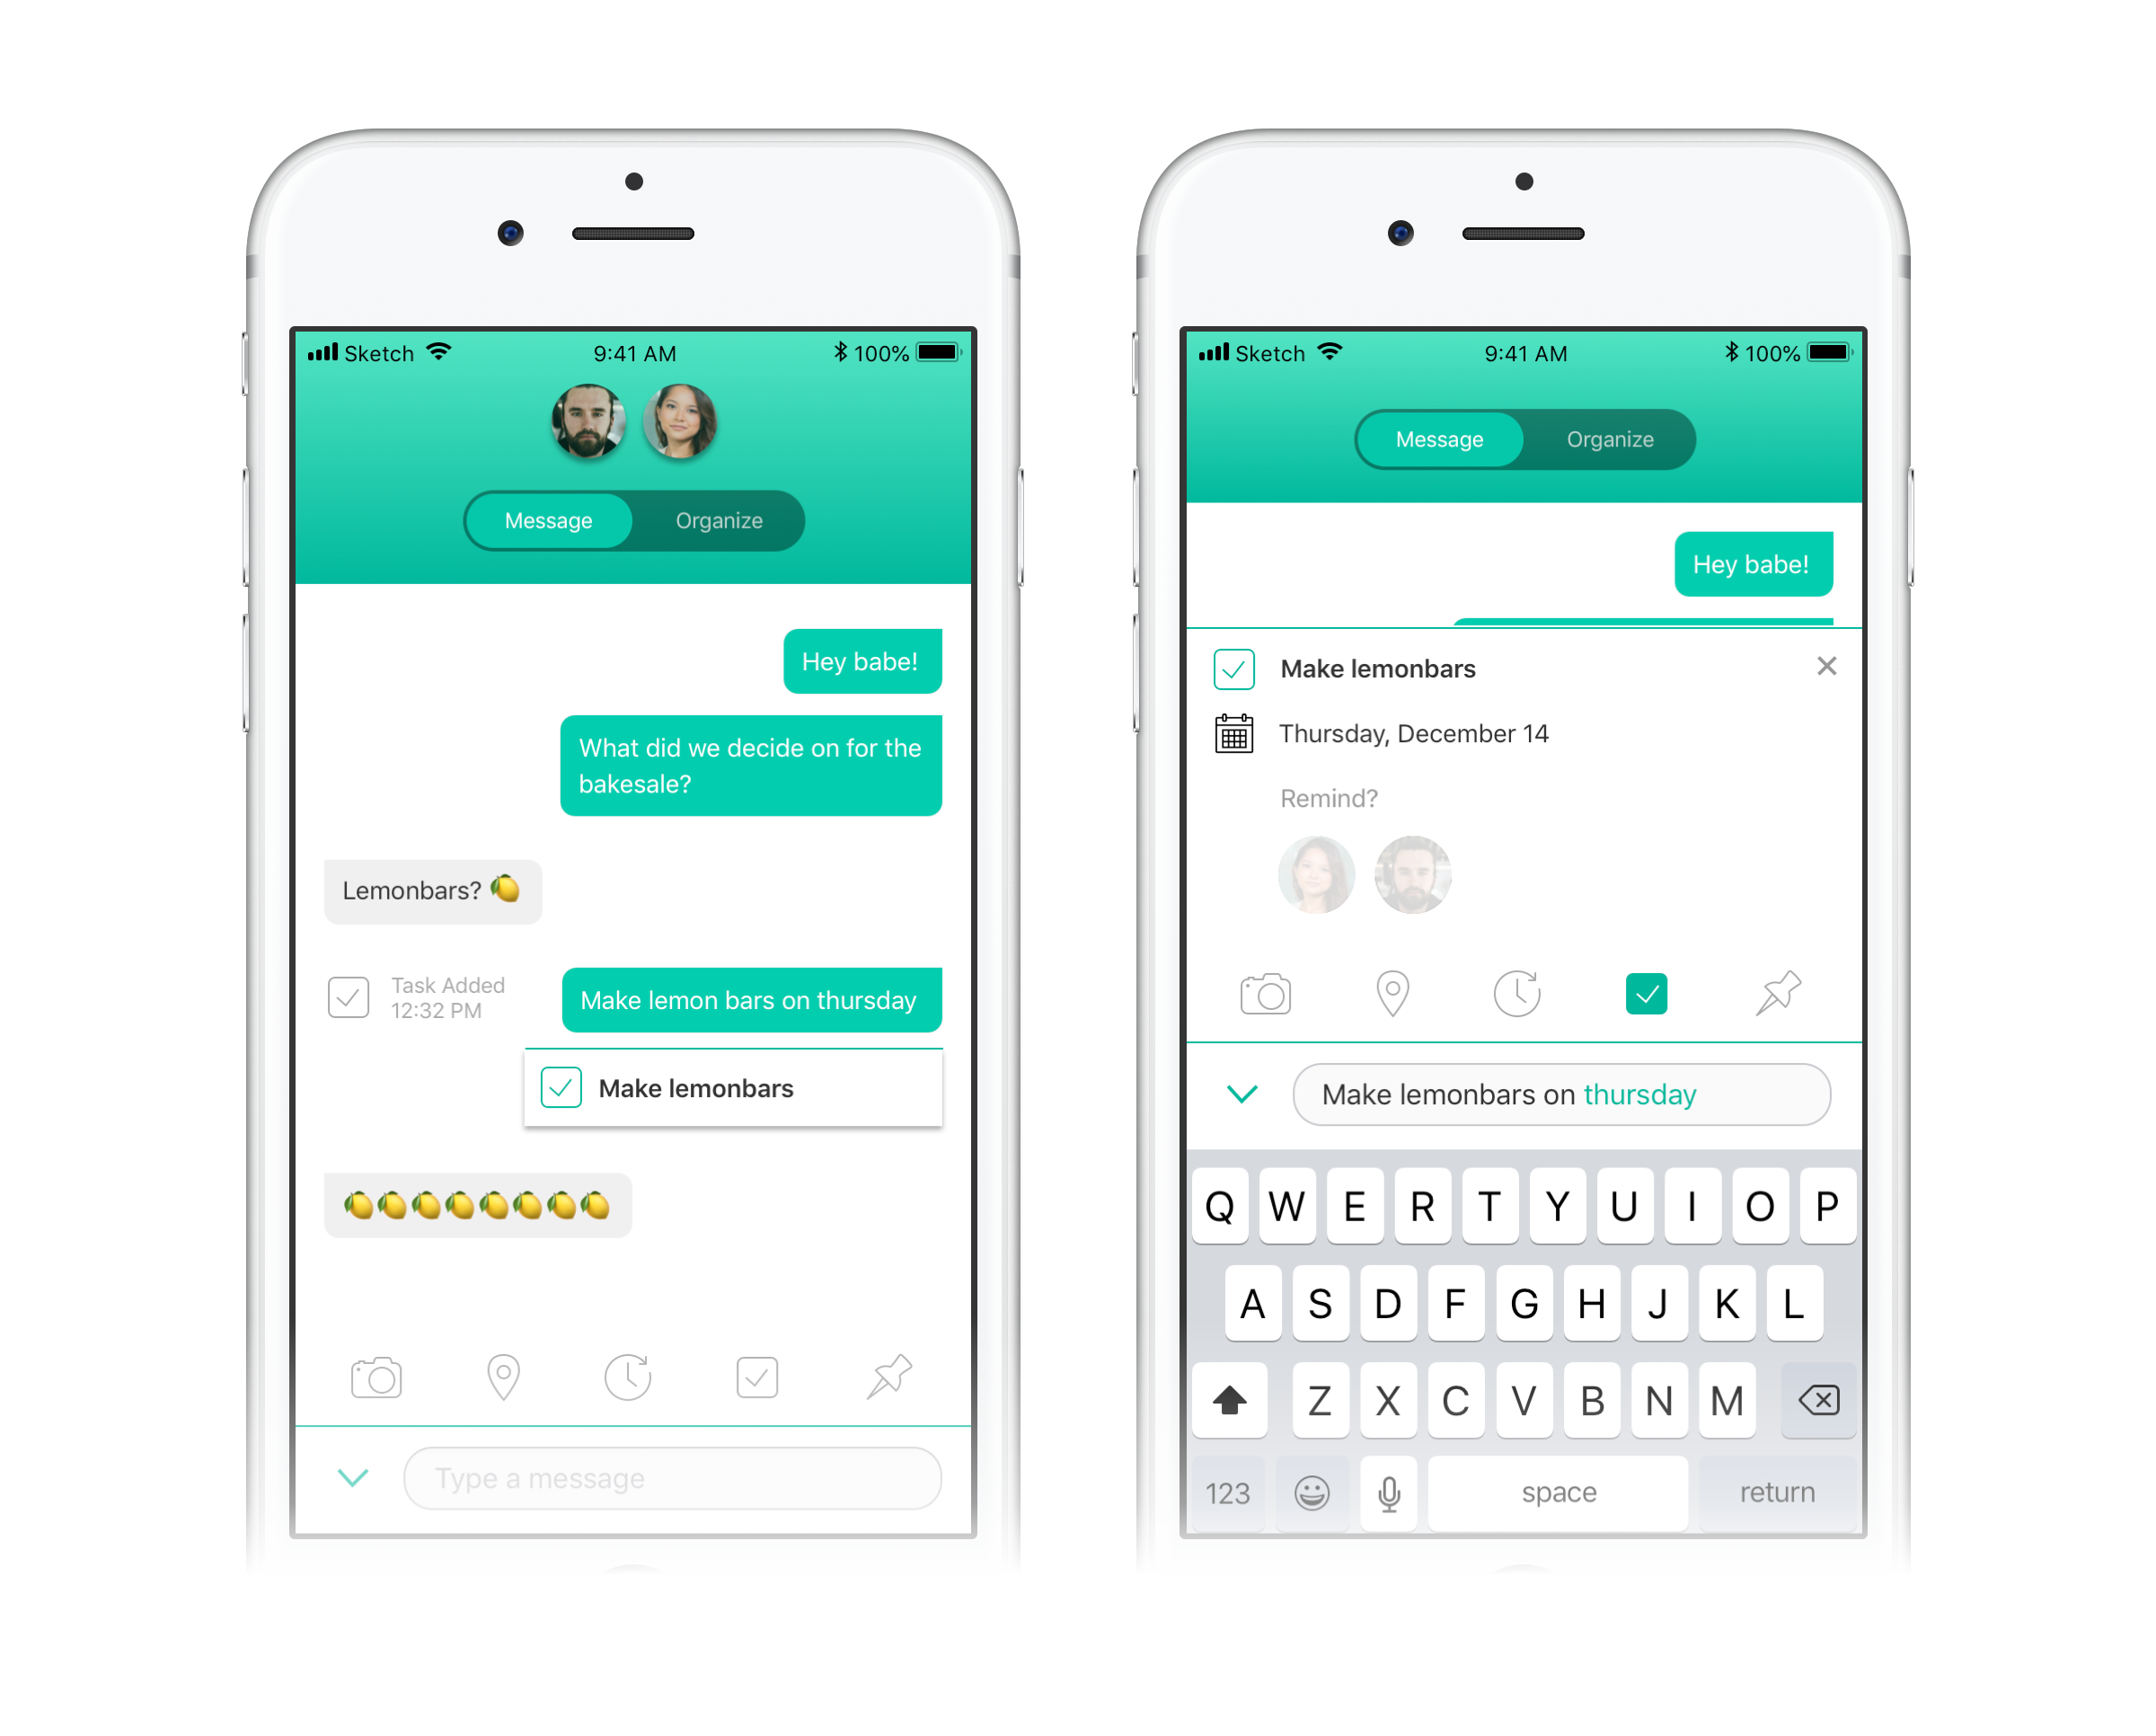 Sketch 9:41 AM 100%
Message Organize
Hey babe!
What did we decide on for the
bakesale?
Lemonbars? 🍋
Task Added
12:32 PM
Make lemon bars on thursday
Make lemonbars
🍋🍋🍋🍋🍋🍋🍋🍋
Type a message
Sketch 9:41 AM 100%
Message Organize
Hey babe!
Make lemonbars
Thursday, December 14
Remind?
Make lemonbars on thursday
Q W E R T Y U I O P
A S D F G H J K L
Z X C V B N M
123 space return